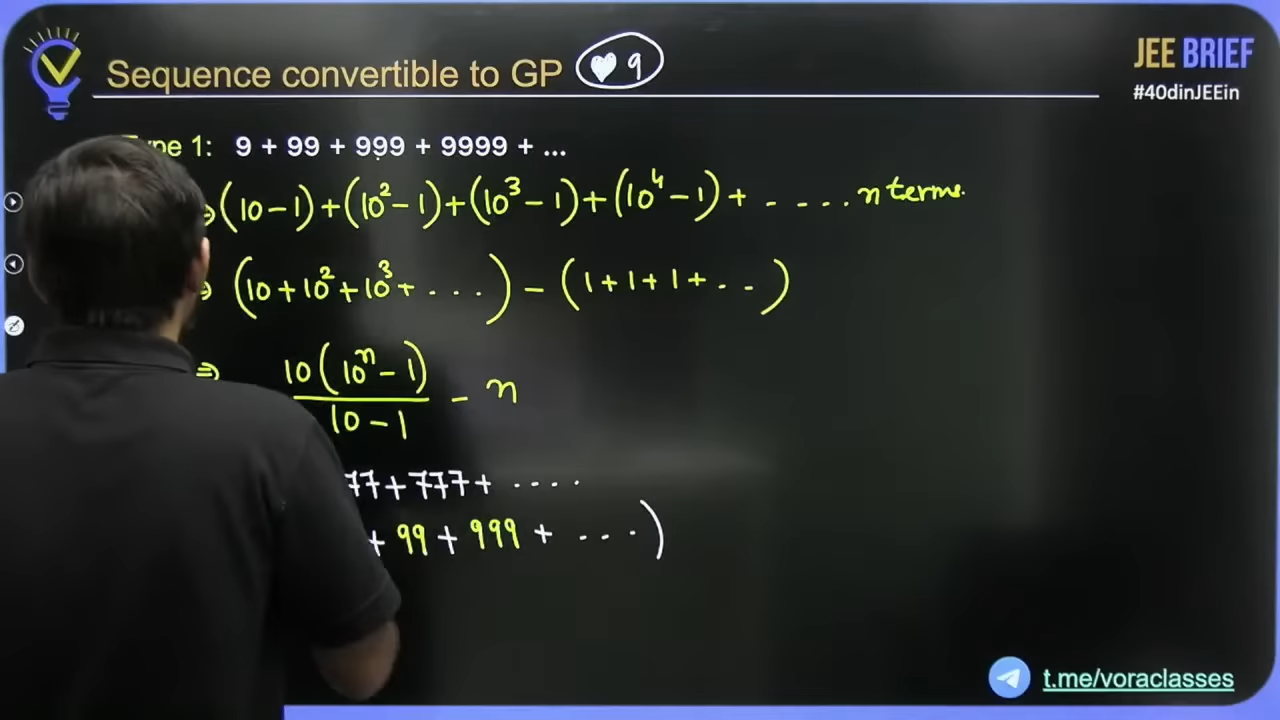 Sequence convertible to GP ♥ 9
JEE BRIEF
#40dinJEEin
Type 1: 9 + 99 + 999 + 9999 + ...
(10-1)+(10²-1)+(10³-1)+(10⁴-1)+ - ... n terms.
⇒ (10+10²+10³+ ....) - (1+1+1+...)
⇒ 10(10ⁿ-1)/10-1 - n
77+777+ ....
+ 99 + 999 + ...)
t.me/voraclasses